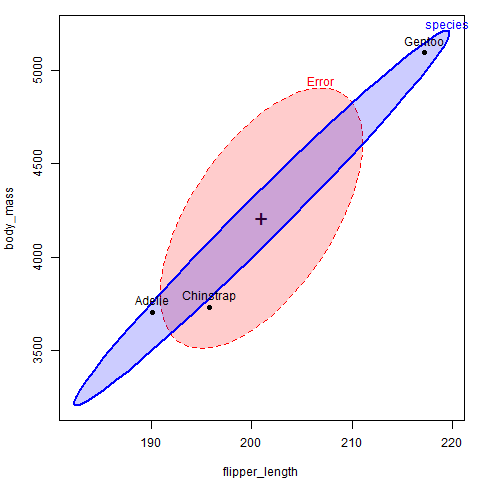 species
Gentoo
Error
Adelie
Chinstrap
5000
4500
4000
3500
body_mass
190
200
210
220
flipper_length